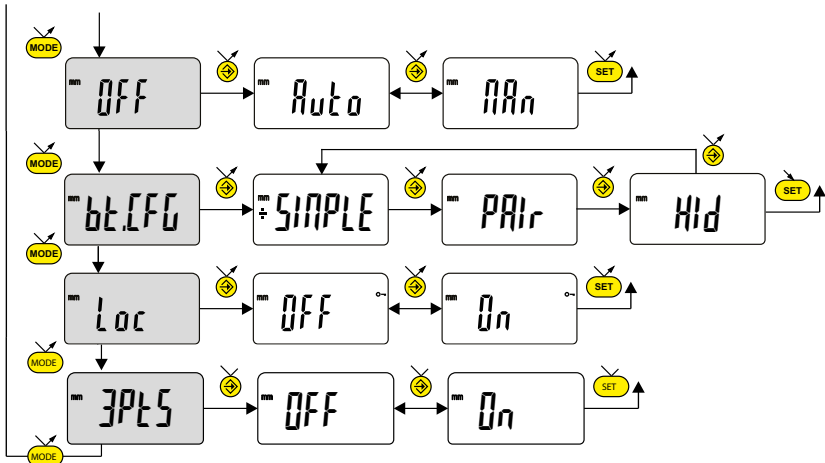 MODE
mm OFF mm Auto mm MAn SET
MODE
mm bt.CFG mm ÷ SIMPLE mm PAIr mm HId SET
MODE
mm Loc mm OFF mm On SET
MODE
mm 3PtS mm OFF mm On SET
MODE